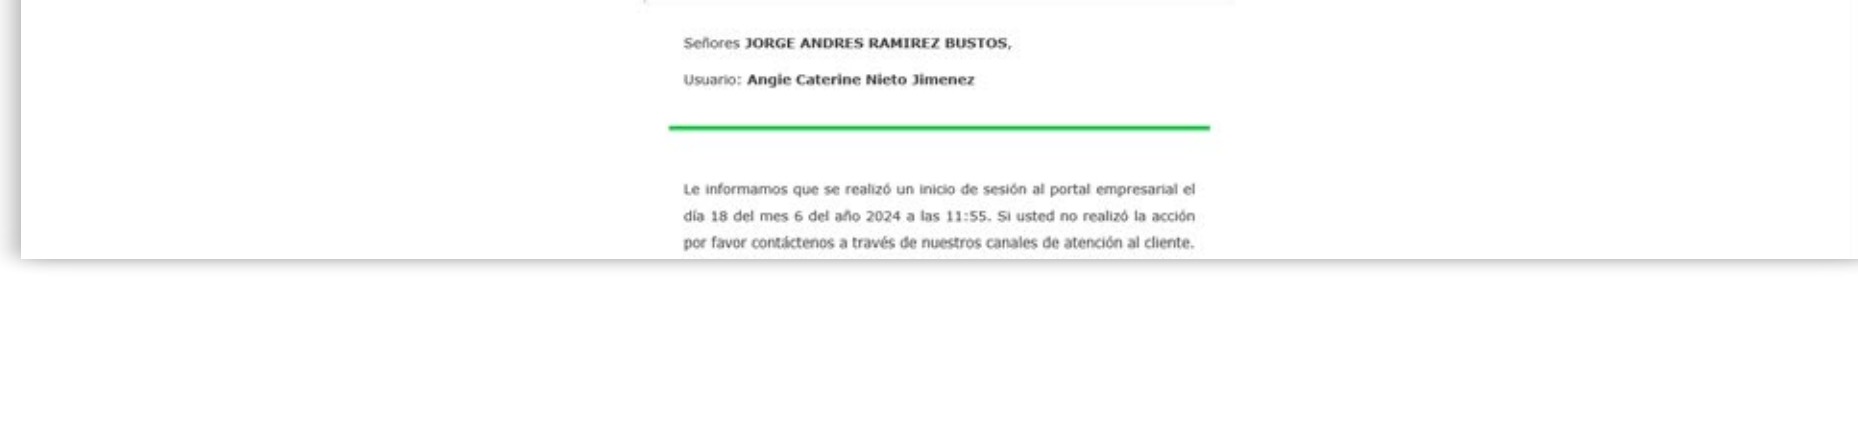 Señores JORGE ANDRES RAMIREZ BUSTOS,
Usuario: Angie Caterine Nieto Jimenez
Le informamos que se realizó un inicio de sesión al portal empresarial el
día 18 del mes 6 del año 2024 a las 11:55. Si usted no realizó la acción
por favor contáctenos a través de nuestros canales de atención al cliente.